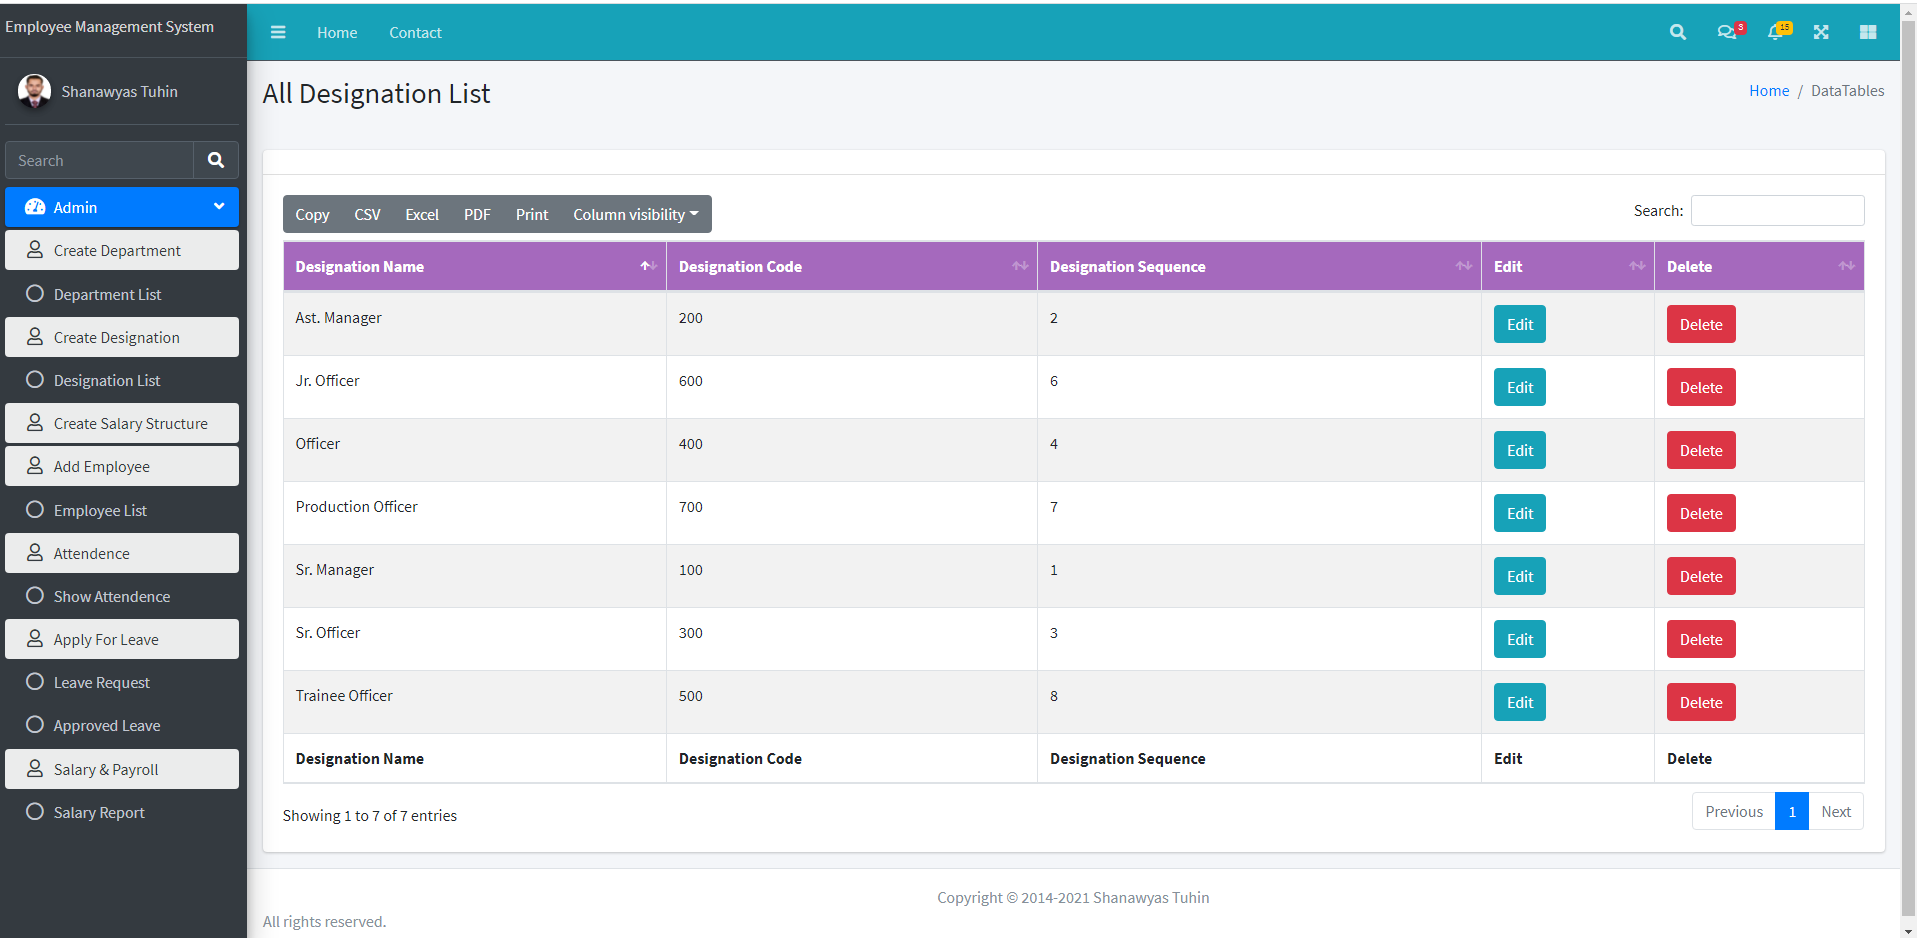 Employee Management System
Home Contact 3 15
Shanawyas Tuhin
Search
Admin
Create Department
Department List
Create Designation
Designation List
Create Salary Structure
Add Employee
Employee List
Attendence
Show Attendence
Apply For Leave
Leave Request
Approved Leave
Salary & Payroll
Salary Report
All Designation List
Home / DataTables
Copy CSV Excel PDF Print Column visibility
Search:
Designation Name Designation Code Designation Sequence Edit Delete
Ast. Manager 200 2 Edit Delete
Jr. Officer 600 6 Edit Delete
Officer 400 4 Edit Delete
Production Officer 700 7 Edit Delete
Sr. Manager 100 1 Edit Delete
Sr. Officer 300 3 Edit Delete
Trainee Officer 500 8 Edit Delete
Designation Name Designation Code Designation Sequence Edit Delete
Showing 1 to 7 of 7 entries
Previous 1 Next
Copyright © 2014-2021 Shanawyas Tuhin
All rights reserved.